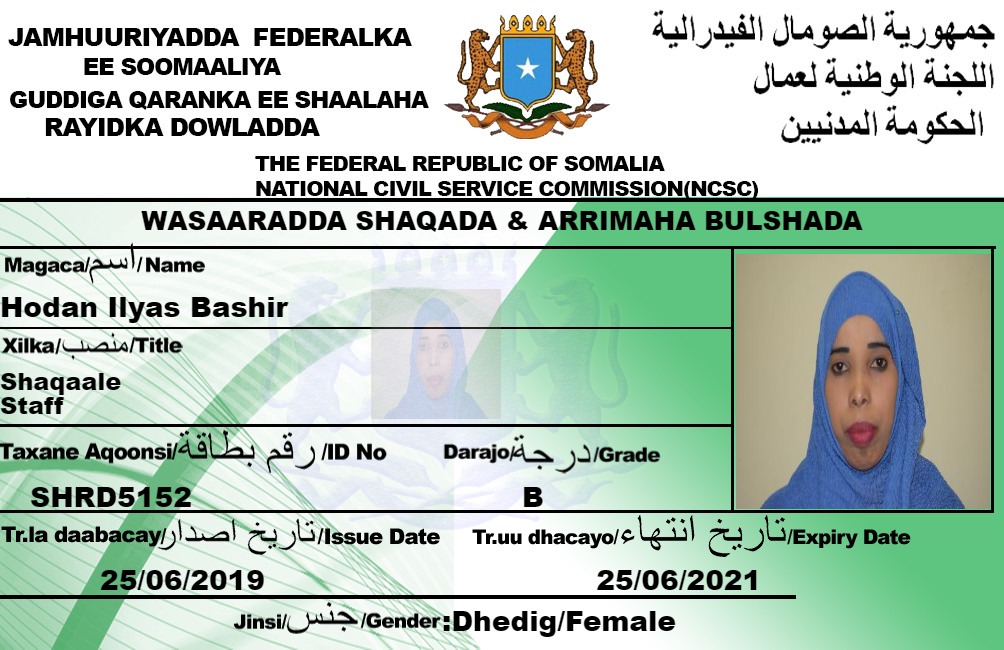 JAMHUURIYADDA FEDERALKA
EE SOOMAALIYA
GUDDIGA QARANKA EE SHAALAHA
RAYIDKA DOWLADDA
جمهورية الصومال الفيدرالية
اللجنة الوطنية لعمال
الحكومة المدنيين
THE FEDERAL REPUBLIC OF SOMALIA
NATIONAL CIVIL SERVICE COMMISSION(NCSC)
WASAARADDA SHAQADA & ARRIMAHA BULSHADA
Magaca/اسم/Name
Hodan Ilyas Bashir
Xilka/منصب/Title
Shaqaale
Staff
Taxane Aqoonsi/رقم بطاقة/ID No
SHRD5152
Darajo/درجة/Grade
B
Tr.la daabacay/تاريخ اصدار/Issue Date
25/06/2019
Tr.uu dhacayo/تاريخ انتهاء/Expiry Date
25/06/2021
Jinsi/جنس/Gender:Dhedig/Female